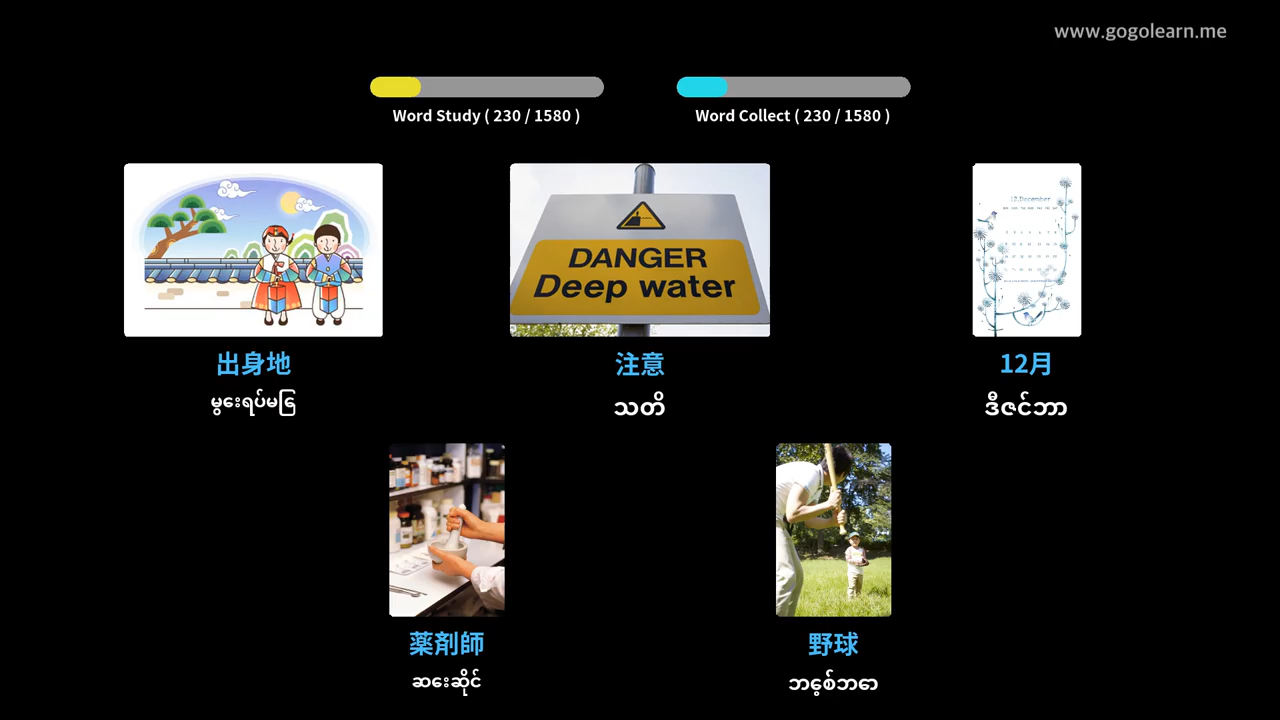 www.gogolearn.me
Word Study ( 230 / 1580 )
Word Collect ( 230 / 1580 )
DANGER
Deep water
12.December
出身地
注意
12月
မွေးရပ်မြေ
သတိ
ဒီဇင်ဘာ
薬剤師
野球
ဆေးဆိုင်
ဘေ့စ်ဘော